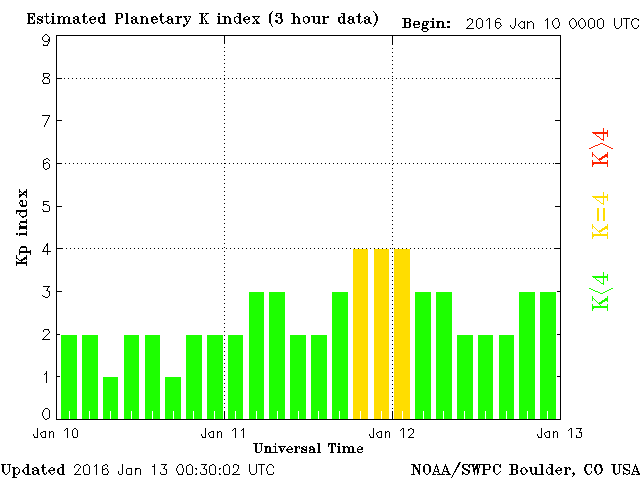 Estimated Planetary K index (3 hour data) Begin: 2016 Jan 10 0000 UTC
9
8
7
6
5
4
3
2
1
0
Kp index
K>4
K=4
K<4
Jan 10 Jan 11 Jan 12 Jan 13
Universal Time
Updated 2016 Jan 13 00:30:02 UTC NOAA/SWPC Boulder, CO USA